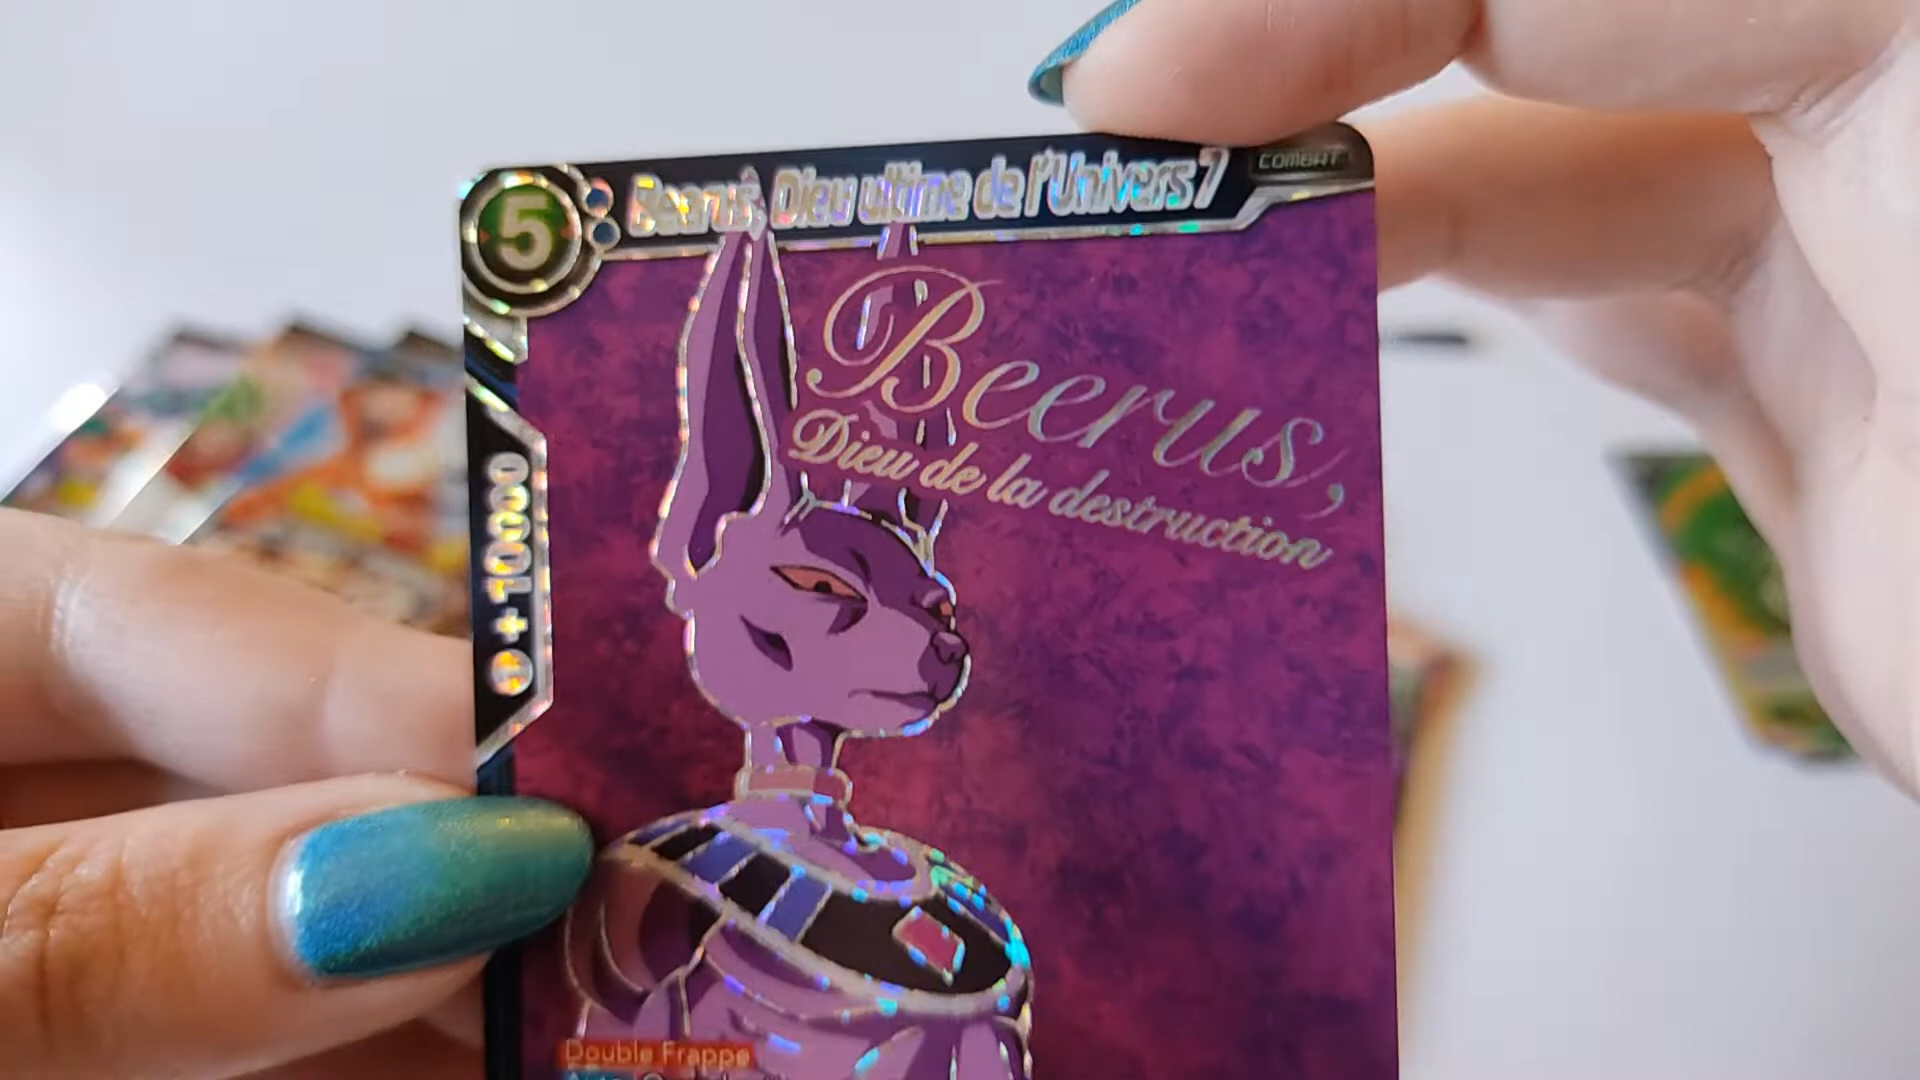 5
Beerus, Dieu ultime de l'Univers 7
COMBAT
Beerus,
Dieu de la destruction
+10000
Double Frappe